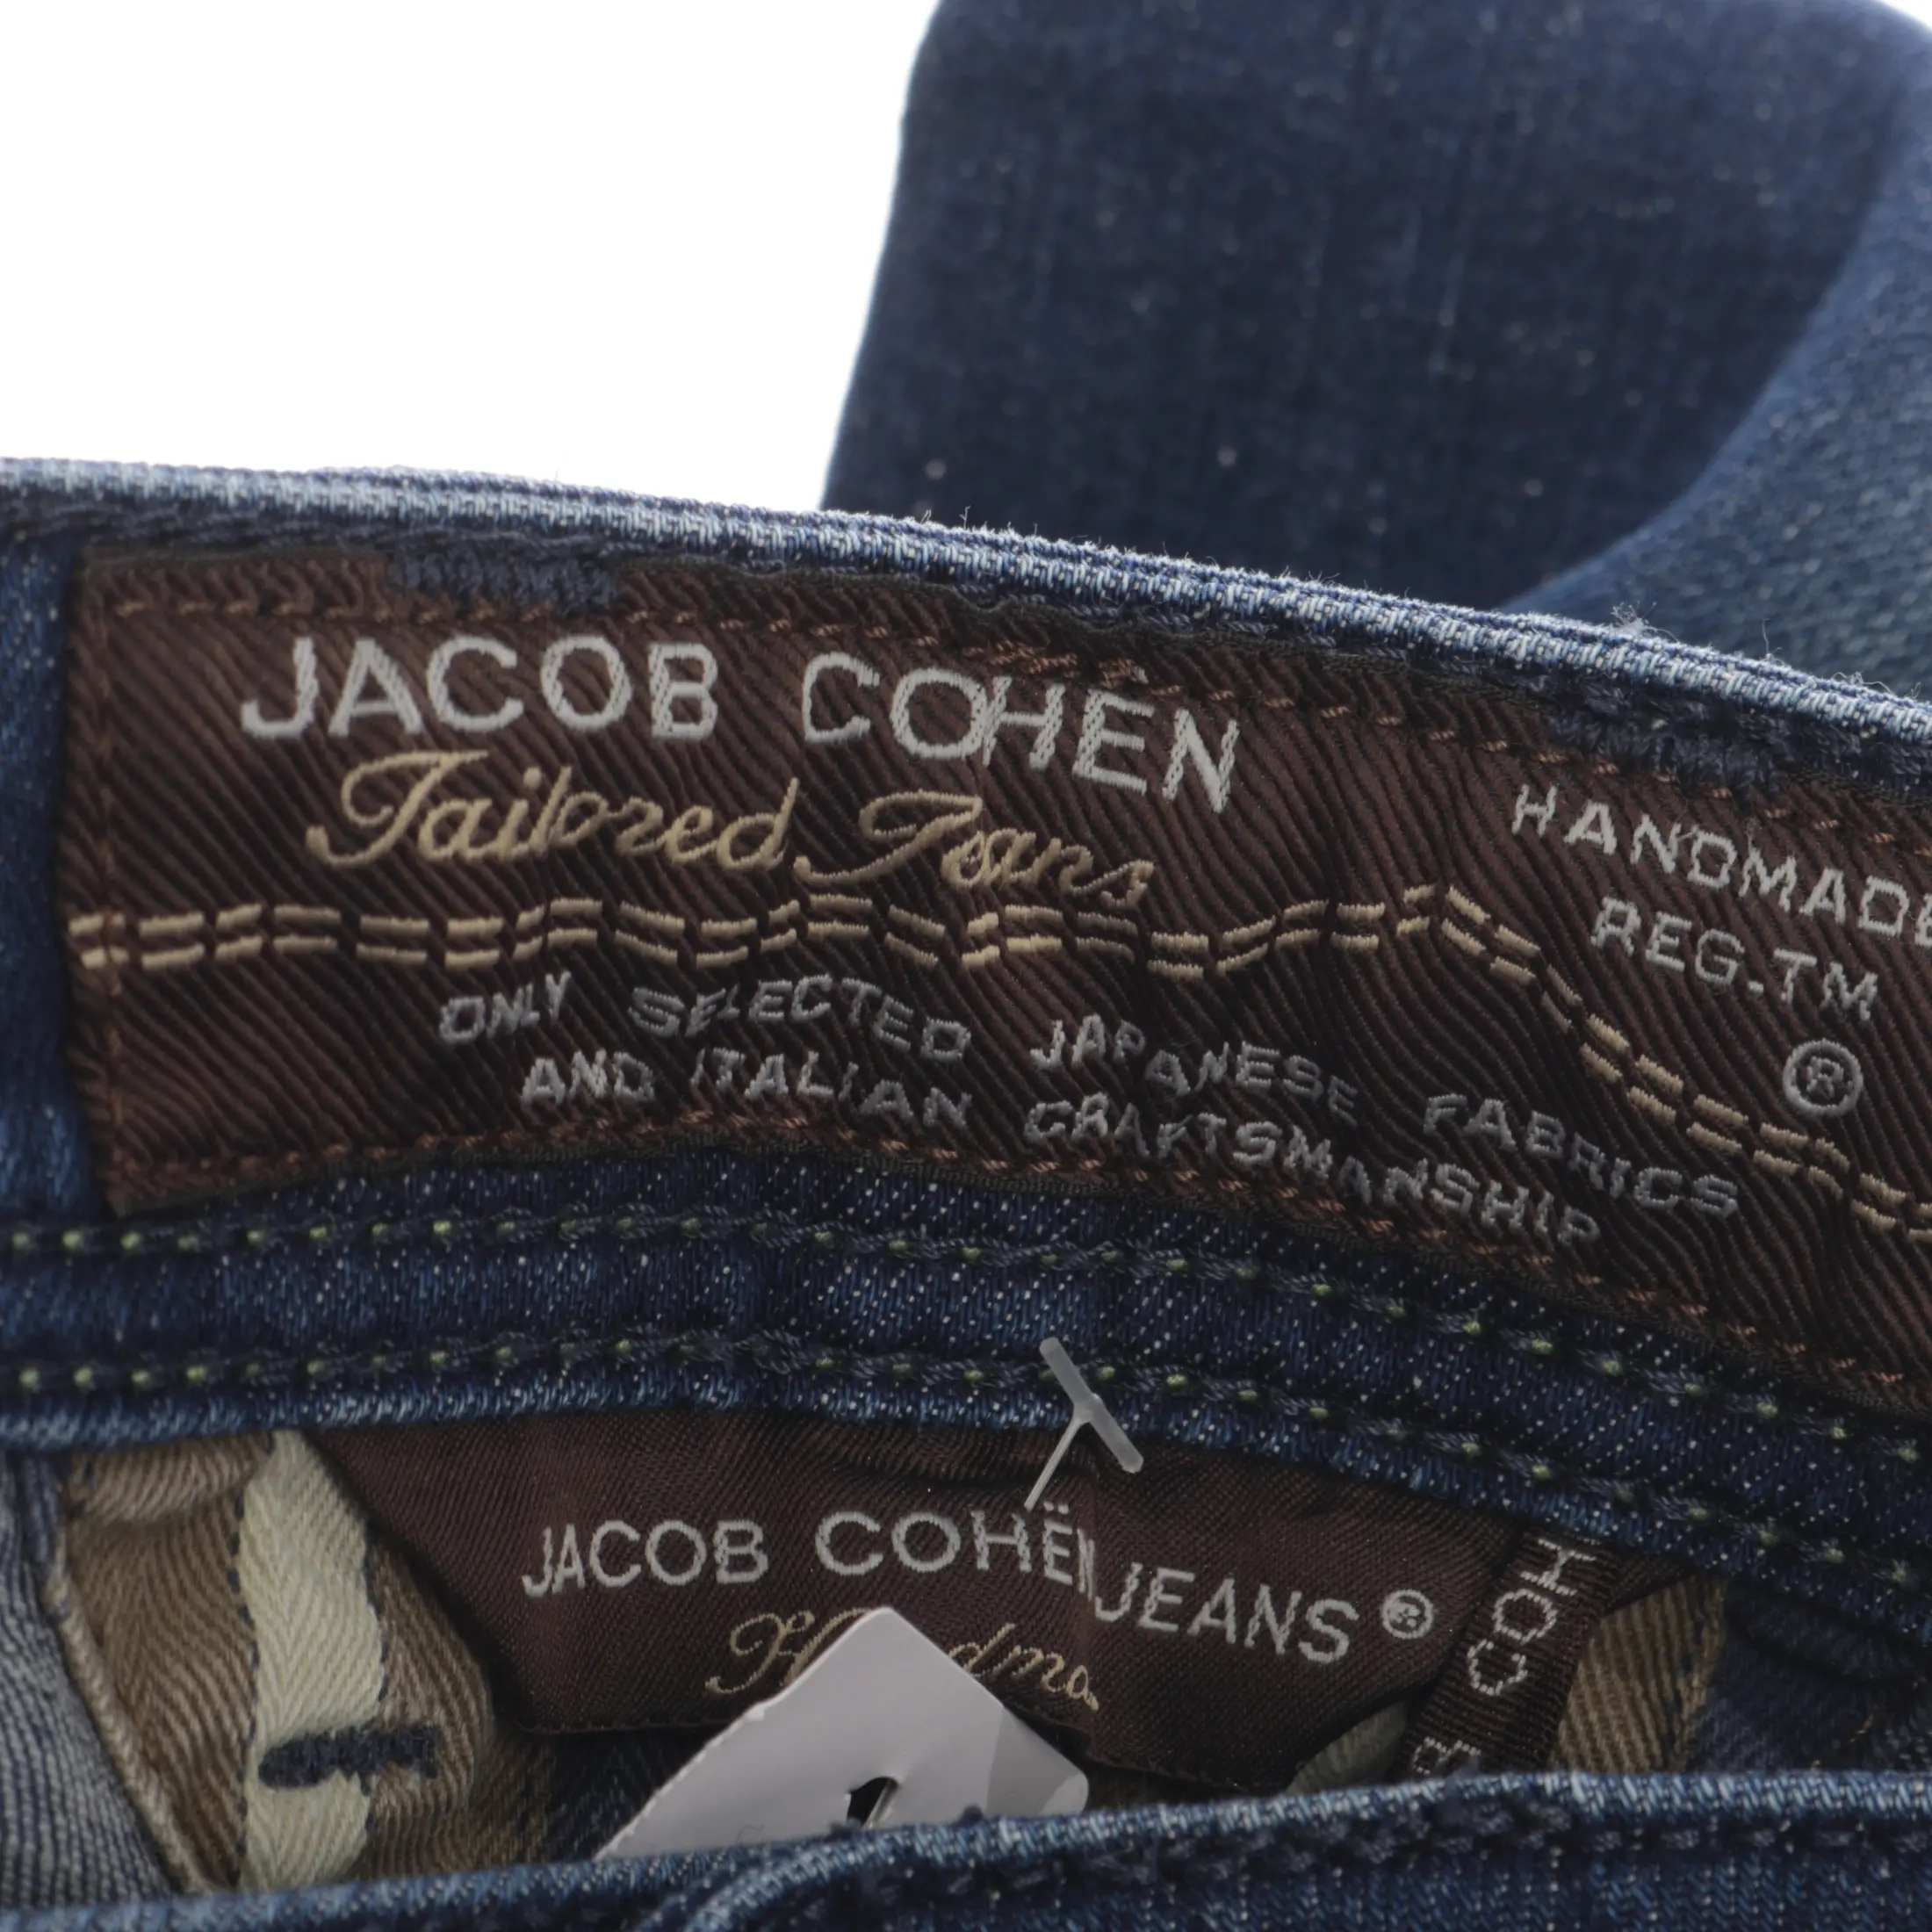 JACOB COHËN
Tailored Jeans
HANDMADE
REG.TM
®
ONLY SELECTED JAPANESE FABRICS
AND ITALIAN CRAFTSMANSHIP
JACOB COHËN JEANS®